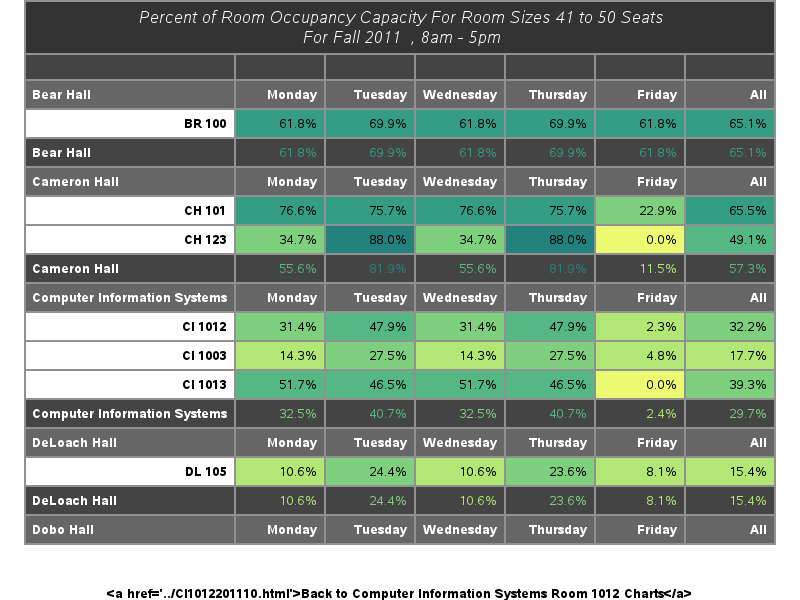 Percent of Room Occupancy Capacity For Room Sizes 41 to 50 Seats
For Fall 2011 , 8am - 5pm
Bear Hall Monday Tuesday Wednesday Thursday Friday All
BR 100 61.8% 69.9% 61.8% 69.9% 61.8% 65.1%
Bear Hall 61.8% 69.9% 61.8% 69.9% 61.8% 65.1%
Cameron Hall Monday Tuesday Wednesday Thursday Friday All
CH 101 76.6% 75.7% 76.6% 75.7% 22.9% 65.5%
CH 123 34.7% 88.0% 34.7% 88.0% 0.0% 49.1%
Cameron Hall 55.6% 81.9% 55.6% 81.9% 11.5% 57.3%
Computer Information Systems Monday Tuesday Wednesday Thursday Friday All
CI 1012 31.4% 47.9% 31.4% 47.9% 2.3% 32.2%
CI 1003 14.3% 27.5% 14.3% 27.5% 4.8% 17.7%
CI 1013 51.7% 46.5% 51.7% 46.5% 0.0% 39.3%
Computer Information Systems 32.5% 40.7% 32.5% 40.7% 2.4% 29.7%
DeLoach Hall Monday Tuesday Wednesday Thursday Friday All
DL 105 10.6% 24.4% 10.6% 23.6% 8.1% 15.4%
DeLoach Hall 10.6% 24.4% 10.6% 23.6% 8.1% 15.4%
Dobo Hall Monday Tuesday Wednesday Thursday Friday All
&lt;a href='../CI1012201110.html'&gt;Back to Computer Information Systems Room 1012 Charts&lt;/a&gt;